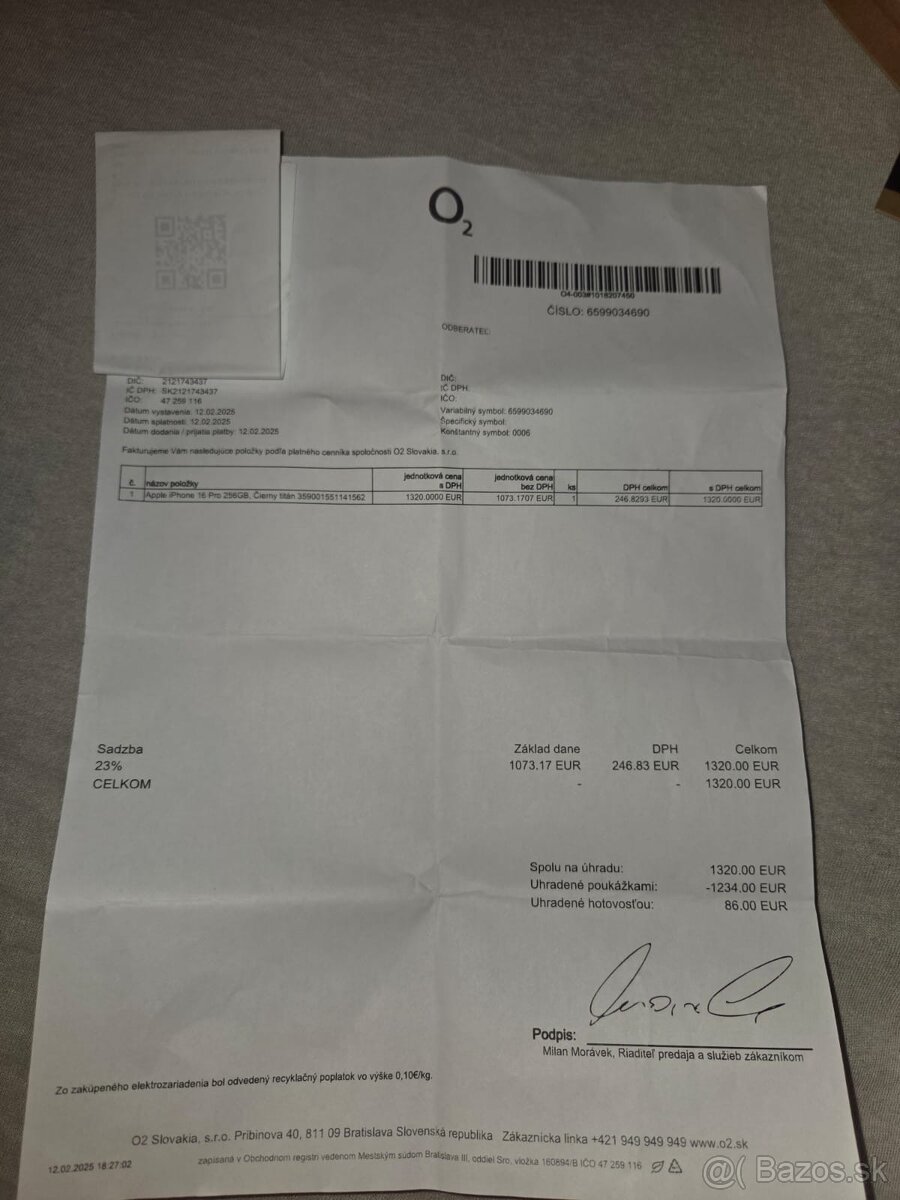 O2
O4-003#1018207450
ČÍSLO: 6599034690
ODBERATEĽ:
DIČ: 2121743437
IČ DPH: SK2121743437
IČO: 47 259 116
Dátum vystavenia: 12.02.2025
Dátum splatnosti: 12.02.2025
Dátum dodania / prijatia platby: 12.02.2025
DIČ:
IČ DPH:
IČO:
Variabilný symbol: 6599034690
Špecifický symbol:
Konštantný symbol: 0006
Fakturujeme Vám nasledujúce položky podľa platného cenníka spoločnosti O2 Slovakia, s.r.o.
č. názov položky jednotková cena s DPH jednotková cena bez DPH ks DPH celkom s DPH celkom
1 Apple iPhone 16 Pro 256GB, Čierny titán 359001551141562 1320.0000 EUR 1073.1707 EUR 1 246.8293 EUR 1320.0000 EUR
Sadzba Základ dane DPH Celkom
23% 1073.17 EUR 246.83 EUR 1320.00 EUR
CELKOM - - 1320.00 EUR
Spolu na úhradu: 1320.00 EUR
Uhradené poukážkami: -1234.00 EUR
Uhradené hotovosťou: 86.00 EUR
Podpis:
Milan Morávek, Riaditeľ predaja a služieb zákazníkom
Zo zakúpeného elektrozariadenia bol odvedený recyklačný poplatok vo výške 0,10€/kg.
O2 Slovakia, s.r.o. Pribinova 40, 811 09 Bratislava Slovenská republika Zákaznícka linka +421 949 949 949 www.o2.sk
12.02.2025 18:27:02 zapísaná v Obchodnom registri vedenom Mestským súdom Bratislava III, oddiel Sro, vložka 160894/B IČO 47 259 116
@( Bazos.sk